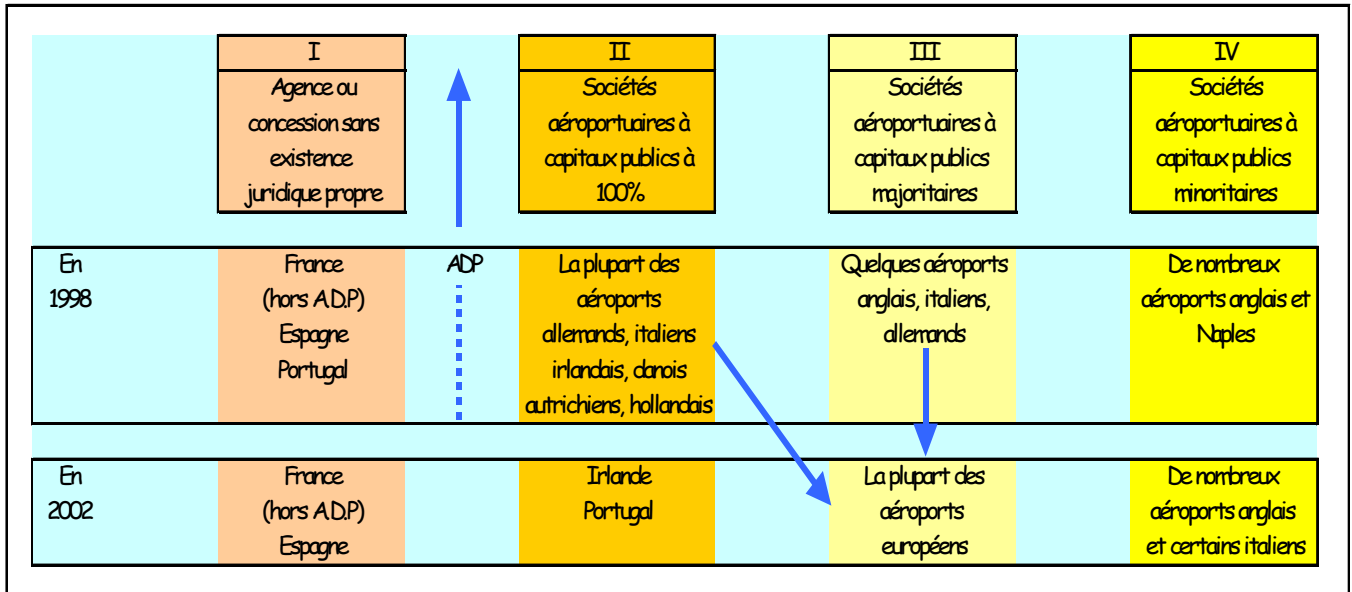 I
Agence ou
concession sans
existence
juridique propre
II
Sociétés
aéroportuaires à
capitaux publics à
100%
III
Sociétés
aéroportuaires à
capitaux publics
majoritaires
IV
Sociétés
aéroportuaires à
capitaux publics
minoritaires
En
1998
France
(hors A.D.P)
Espagne
Portugal
ADP
La plupart des
aéroports
allemands, italiens
irlandais, danois
autrichiens, hollandais
Quelques aéroports
anglais, italiens,
allemands
De nombreux
aéroports anglais et
Naples
En
2002
France
(hors A.D.P)
Espagne
Irlande
Portugal
La plupart des
aéroports
européens
De nombreux
aéroports anglais
et certains italiens